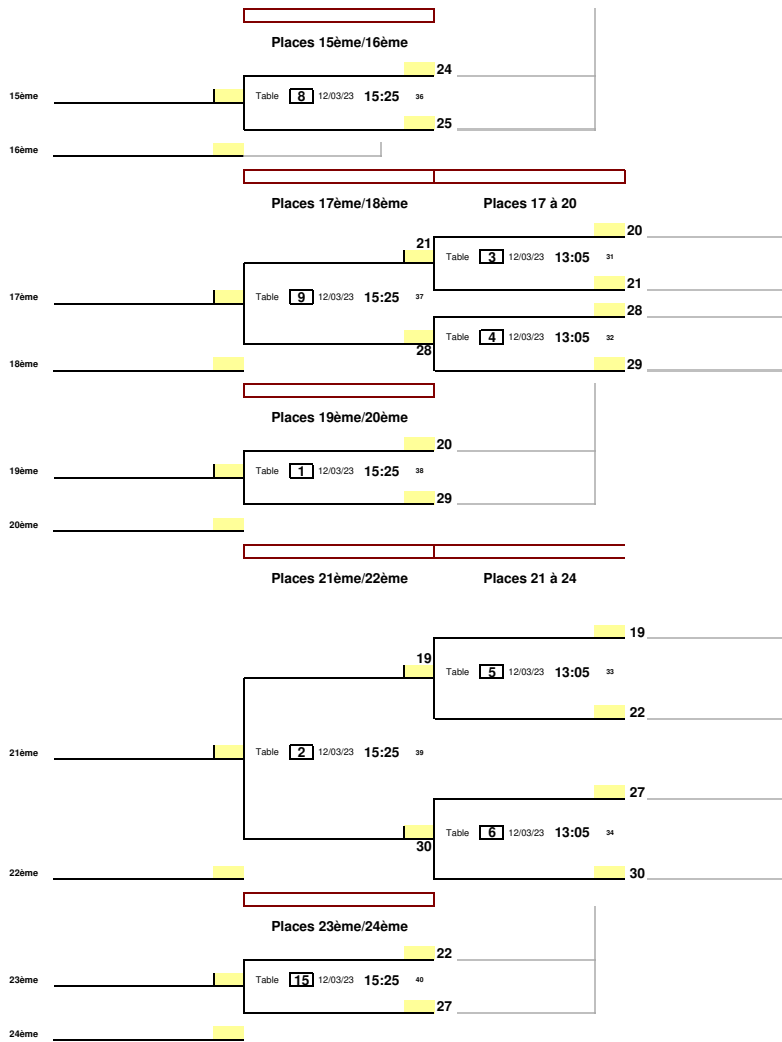 Places 15ème/16ème
24
15ème Table 8 12/03/23 15:25 36
25
16ème
Places 17ème/18ème Places 17 à 20
20
21
Table 3 12/03/23 13:05 31
21
17ème Table 9 12/03/23 15:25 37
28
Table 4 12/03/23 13:05 32
28
18ème 29
Places 19ème/20ème
20
19ème Table 1 12/03/23 15:25 38
29
20ème
Places 21ème/22ème Places 21 à 24
19
19
Table 5 12/03/23 13:05 33
22
21ème Table 2 12/03/23 15:25 39
27
Table 6 12/03/23 13:05 34
30
22ème 30
Places 23ème/24ème
22
23ème Table 15 12/03/23 15:25 40
27
24ème